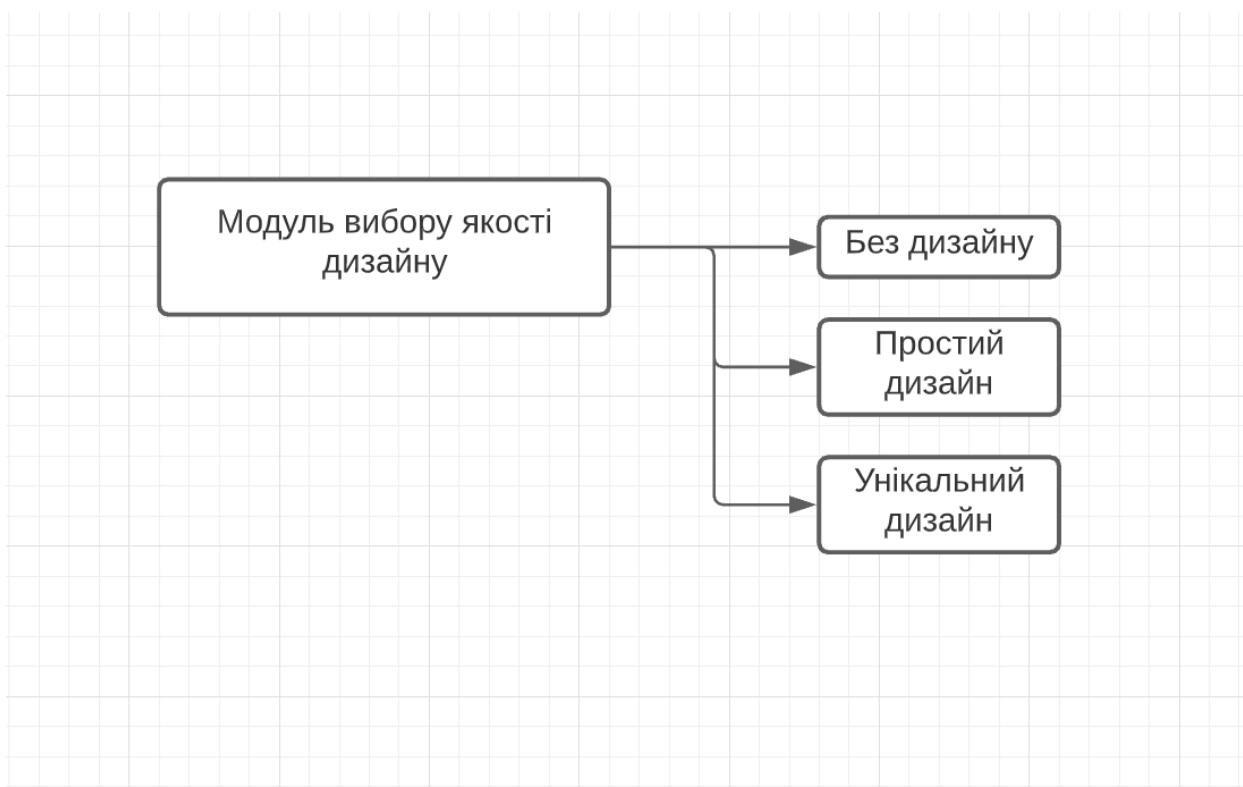 Модуль вибору якості
дизайну
Без дизайну
Простий
дизайн
Унікальний
дизайн